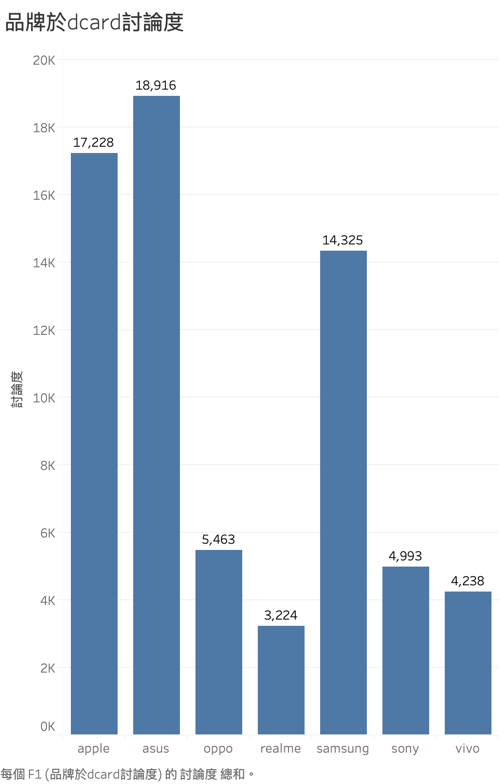 品牌於dcard討論度
20K
18,916
18K
17,228
16K
14,325
14K
12K
討論度
10K
8K
6K
5,463
4,993
4,238
4K
3,224
2K
0K
apple asus oppo realme samsung sony vivo
每個 F1 (品牌於dcard討論度) 的 討論度 總和。